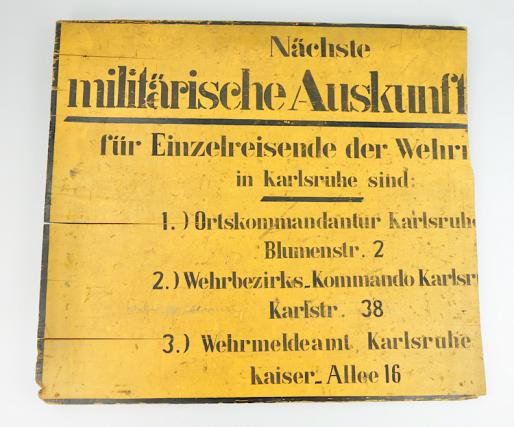 Nächste
militärische Auskunft
für Einzelreisende der Wehr
in Karlsruhe sind:
1.) Ortskommandantur Karlsruhe
Blumenstr. 2
2.) Wehrbezirks-Kommando Karlsr
Karlstr. 38
3.) Wehrmeldeamt Karlsruhe
Kaiser-Allee 16